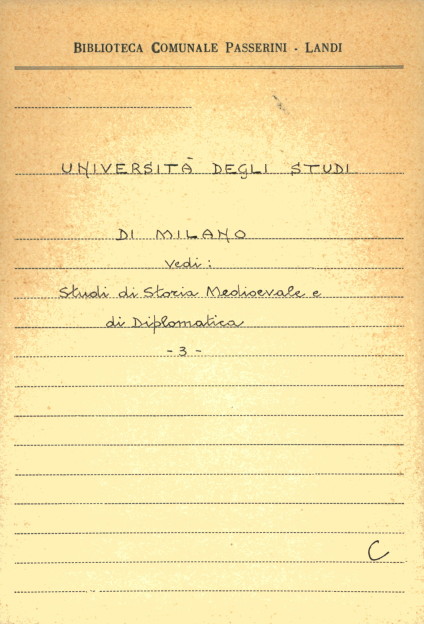 BIBLIOTECA COMUNALE PASSERINI - LANDI
UNIVERSITÀ DEGLI STUDI
DI MILANO
Vedi:
Studi di Storia Medioevale e
di Diplomatica
- 3 -
C